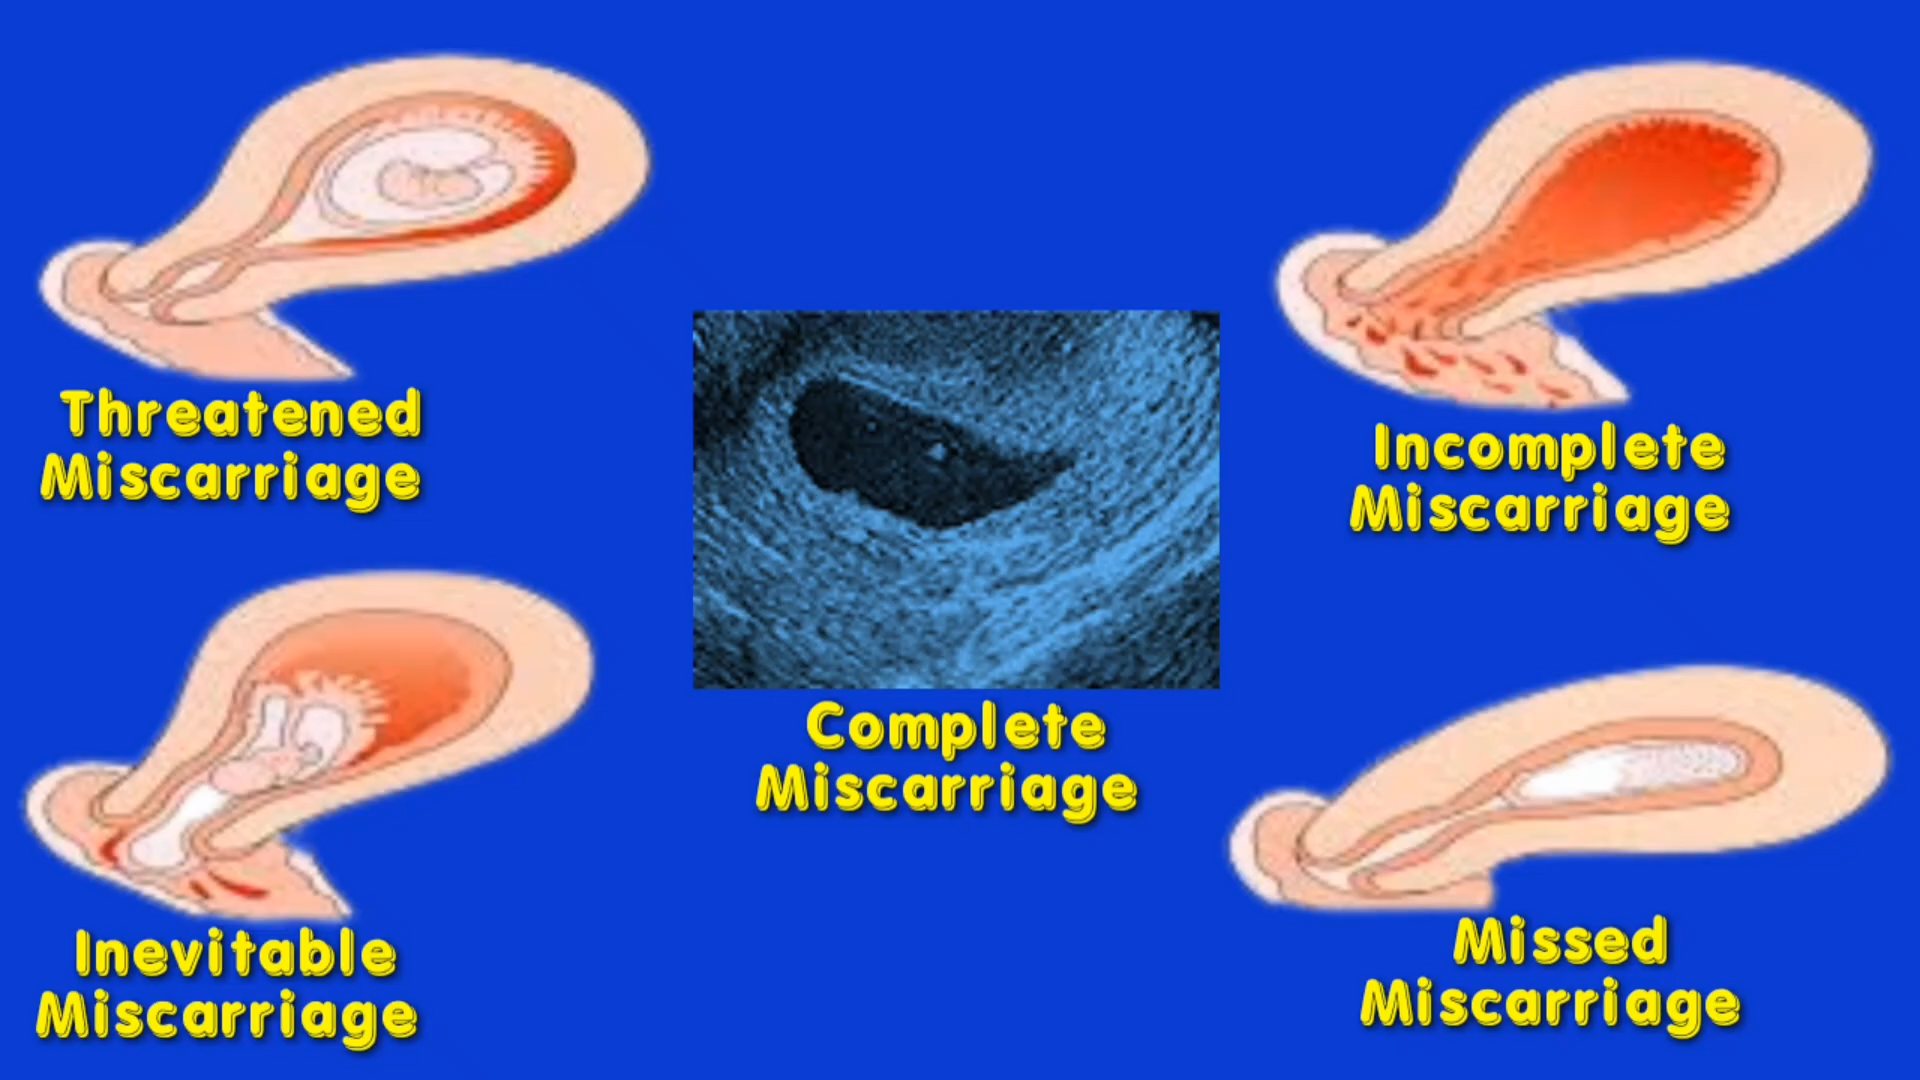 Threatened
Miscarriage
Incomplete
Miscarriage
Complete
Miscarriage
Inevitable
Miscarriage
Missed
Miscarriage